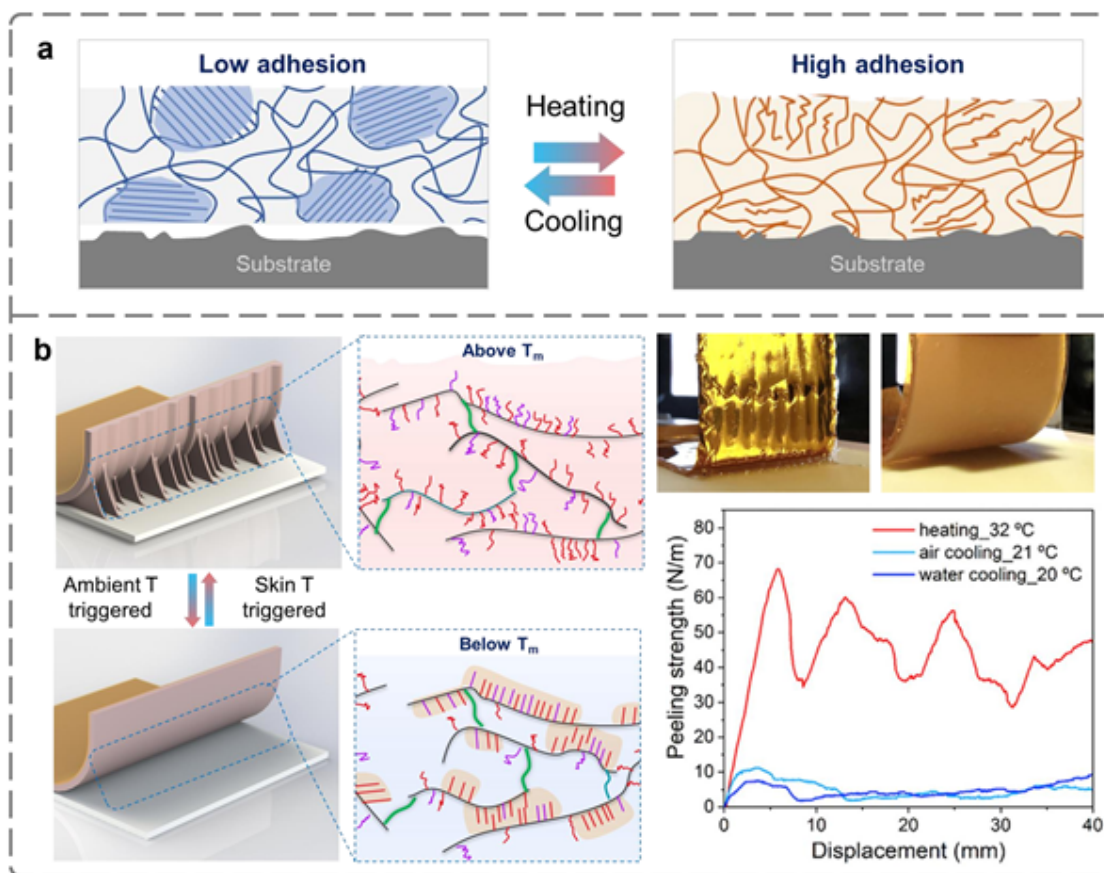 a
Low adhesion
Heating
Cooling
High adhesion
Substrate
Substrate
b
Ambient T
triggered
Skin T
triggered
Above Tm
Below Tm
heating_32 ºC
air cooling_21 ºC
water cooling_20 ºC
Peeling strength (N/m)
80
70
60
50
40
30
20
10
0
0
10
20
30
40
Displacement (mm)